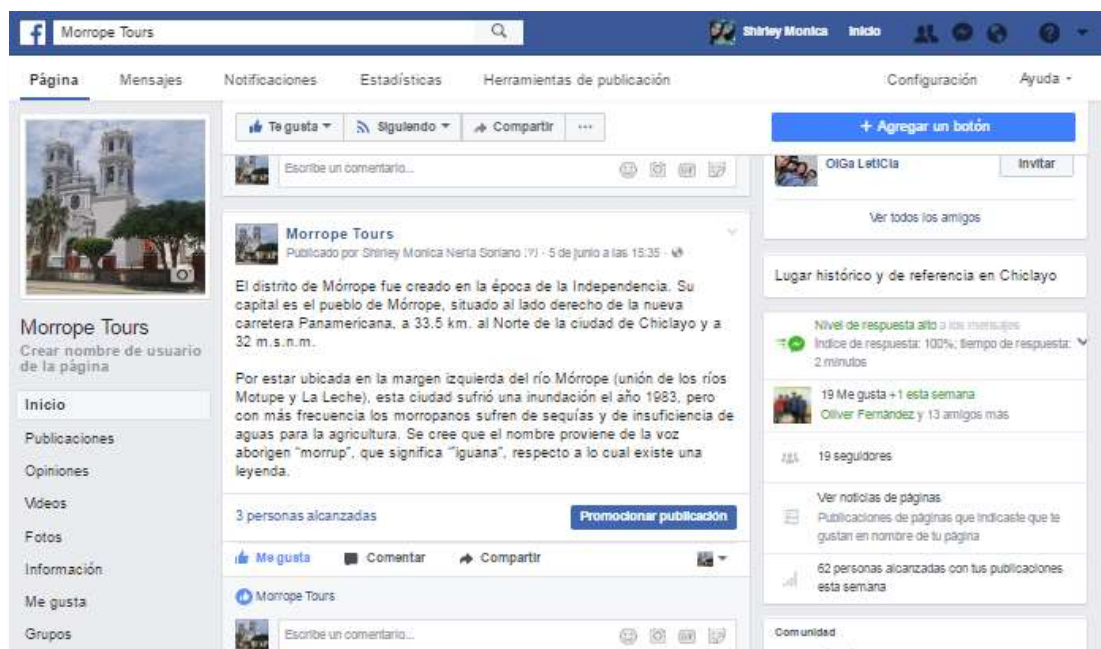 Morrope Tours
Shirley Monica
Inicio
Página
Mensajes
Notificaciones
Estadísticas
Herramientas de publicación
Configuración
Ayuda
Te gusta
Siguiendo
Compartir
+ Agregar un botón
Escribe un comentario...
OlGa LetiCia
Invitar
Ver todos los amigos
Morrope Tours
Crear nombre de usuario
de la página
Inicio
Publicaciones
Opiniones
Videos
Fotos
Información
Me gusta
Grupos
Morrope Tours
Publicado por Shirley Monica Neria Soriano [?] · 5 de junio a las 15:35 ·
El distrito de Mórrope fue creado en la época de la Independencia. Su
capital es el pueblo de Mórrope, situado al lado derecho de la nueva
carretera Panamericana, a 33.5 km. al Norte de la ciudad de Chiclayo y a
32 m.s.n.m.
Por estar ubicada en la margen izquierda del río Mórrope (unión de los ríos
Motupe y La Leche), esta ciudad sufrió una inundación el año 1983, pero
con más frecuencia los morropanos sufren de sequías y de insuficiencia de
aguas para la agricultura. Se cree que el nombre proviene de la voz
aborigen "morrup", que significa "iguana", respecto a lo cual existe una
leyenda.
3 personas alcanzadas
Promocionar publicación
Me gusta
Comentar
Compartir
Morrope Tours
Escribe un comentario...
Lugar histórico y de referencia en Chiclayo
Nivel de respuesta alto a los mensajes
Índice de respuesta: 100%; tiempo de respuesta:
2 minutos
19 Me gusta +1 esta semana
Oliver Fernández y 13 amigos más
19 seguidores
Ver noticias de páginas
Publicaciones de páginas que indicaste que te
gustan en nombre de tu página
62 personas alcanzadas con tus publicaciones
esta semana
Comunidad